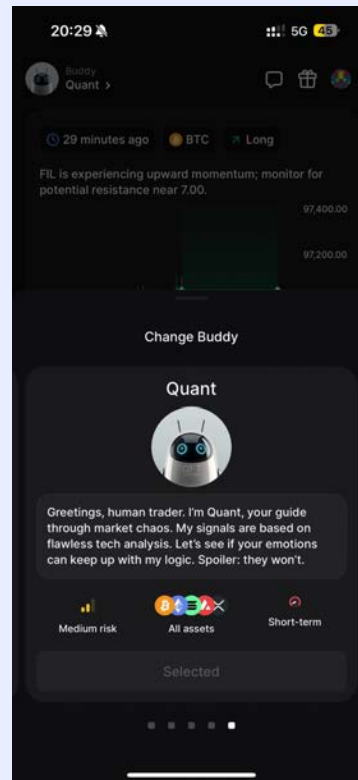 20:29
5G 45
Buddy
Quant >
29 minutes ago
BTC
Long
FIL is experiencing upward momentum; monitor for
potential resistance near 7.00.
97,400.00
97,200.00
Change Buddy
Quant
Greetings, human trader. I'm Quant, your guide
through market chaos. My signals are based on
flawless tech analysis. Let's see if your emotions
can keep up with my logic. Spoiler: they won't.
Medium risk
All assets
Short-term
Selected